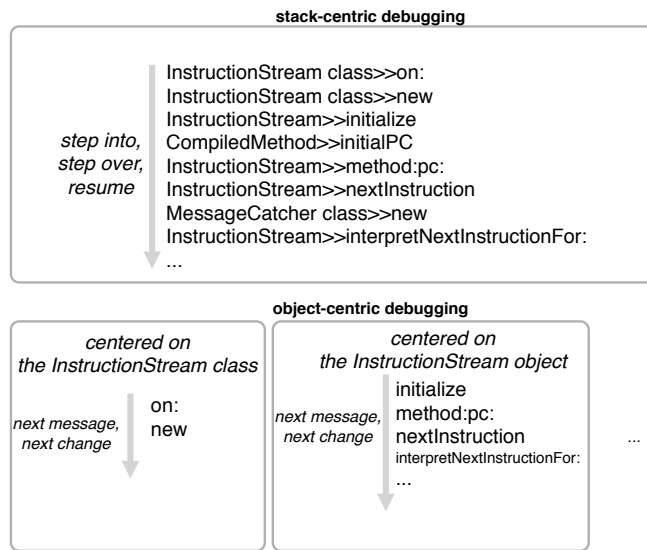 stack-centric debugging
step into,
step over,
resume
InstructionStream class>>on:
InstructionStream class>>new
InstructionStream>>initialize
CompiledMethod>>initialPC
InstructionStream>>method:pc:
InstructionStream>>nextInstruction
MessageCatcher class>>new
InstructionStream>>interpretNextInstructionFor:
...
object-centric debugging
centered on
the InstructionStream class
next message,
next change
on:
new
centered on
the InstructionStream object
next message,
next change
initialize
method:pc:
nextInstruction
interpretNextInstructionFor:
...
...